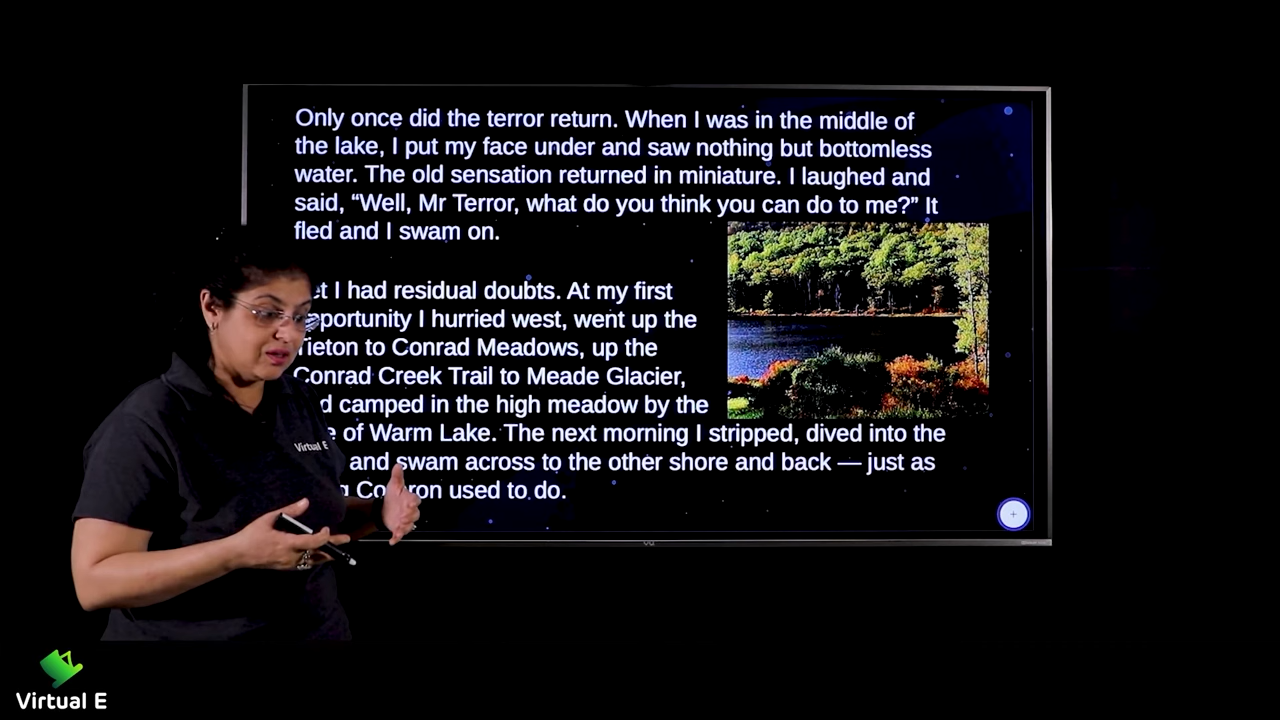 Only once did the terror return. When I was in the middle of
the lake, I put my face under and saw nothing but bottomless
water. The old sensation returned in miniature. I laughed and
said, “Well, Mr Terror, what do you think you can do to me?” It
fled and I swam on.
I had residual doubts. At my first
opportunity I hurried west, went up the
Tieton to Conrad Meadows, up the
Conrad Creek Trail to Meade Glacier,
camped in the high meadow by the
of Warm Lake. The next morning I stripped, dived into the
and swam across to the other shore and back — just as
used to do.
Virtual E
Virtual E